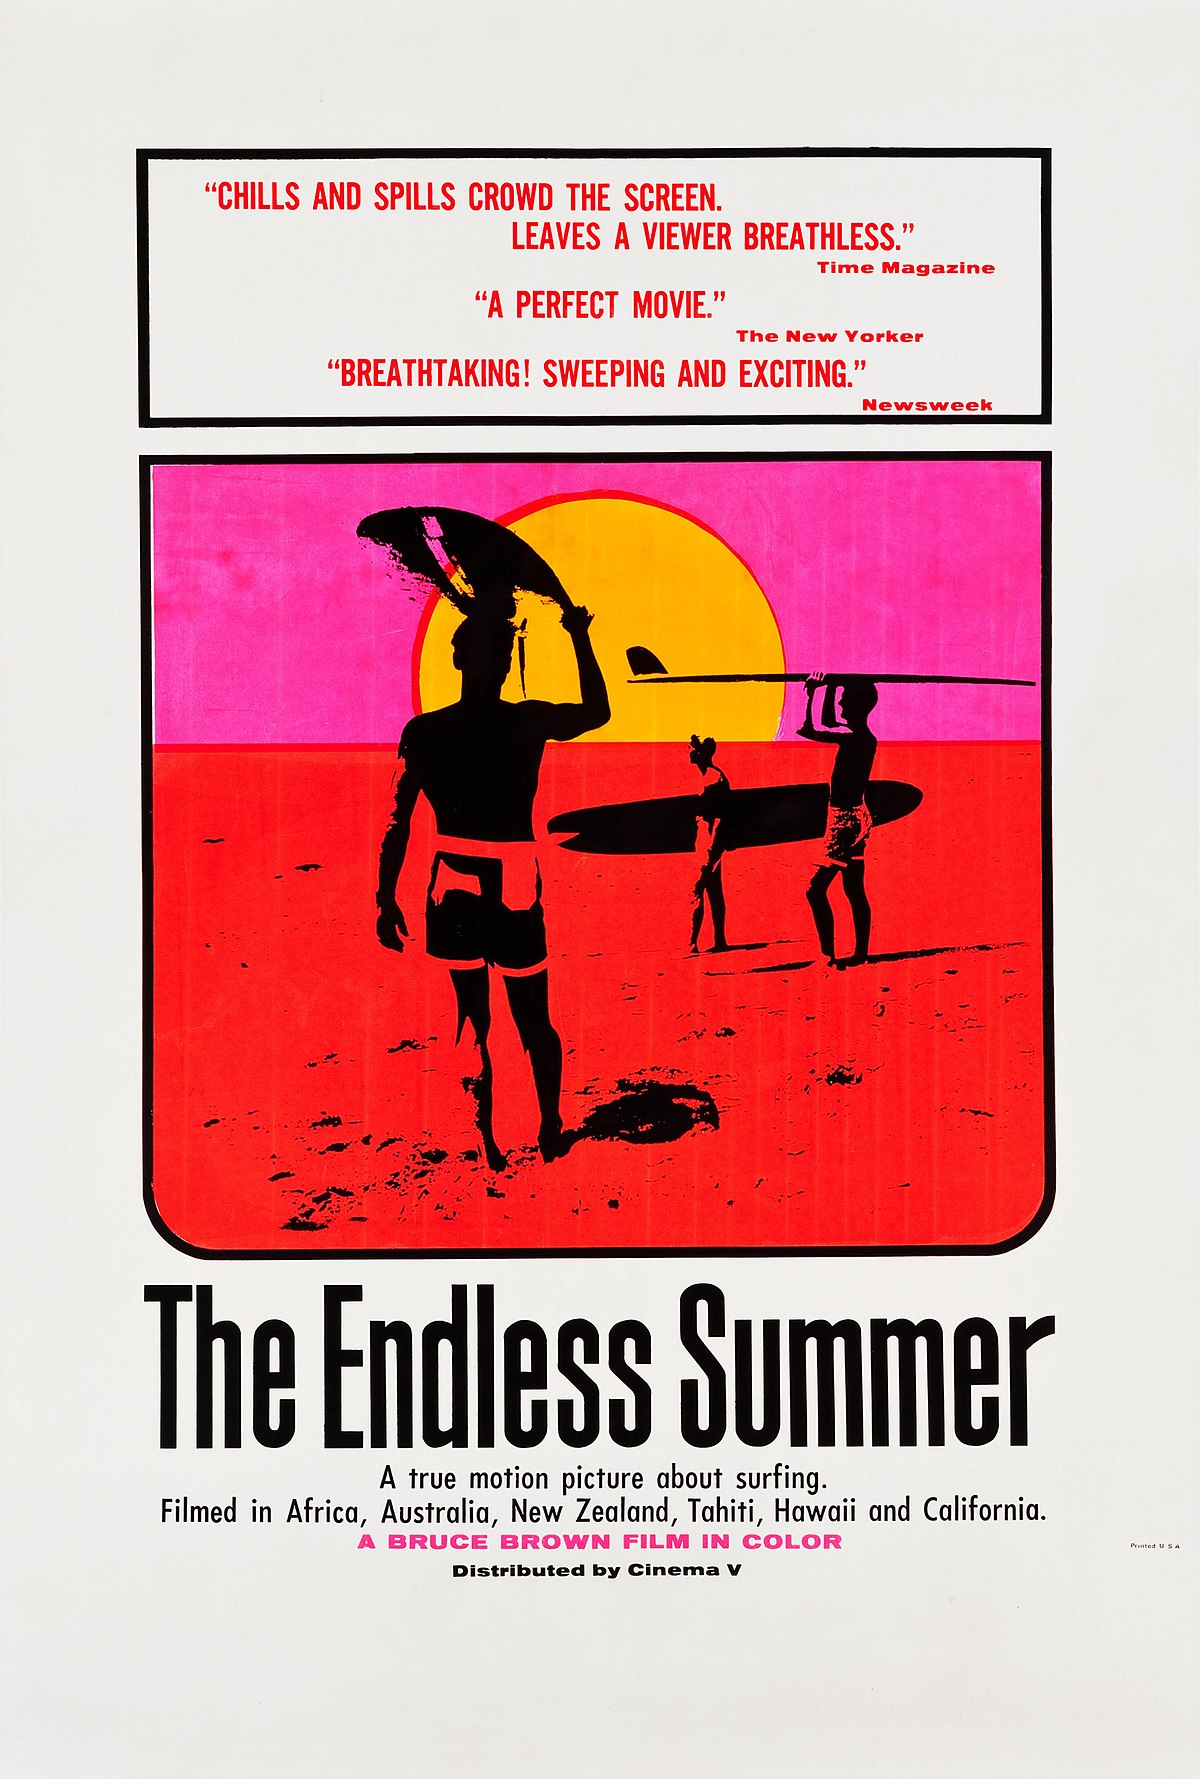 “CHILLS AND SPILLS CROWD THE SCREEN.
LEAVES A VIEWER BREATHLESS.”
Time Magazine
“A PERFECT MOVIE.”
The New Yorker
“BREATHTAKING! SWEEPING AND EXCITING.”
Newsweek
The Endless Summer
A true motion picture about surfing.
Filmed in Africa, Australia, New Zealand, Tahiti, Hawaii and California.
A BRUCE BROWN FILM IN COLOR
Printed U S A
Distributed by Cinema V